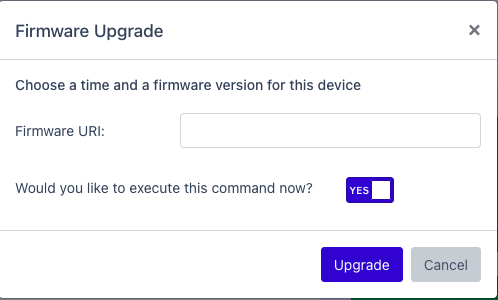 Firmware Upgrade ×
Choose a time and a firmware version for this device
Firmware URI:
Would you like to execute this command now? YES
Upgrade Cancel